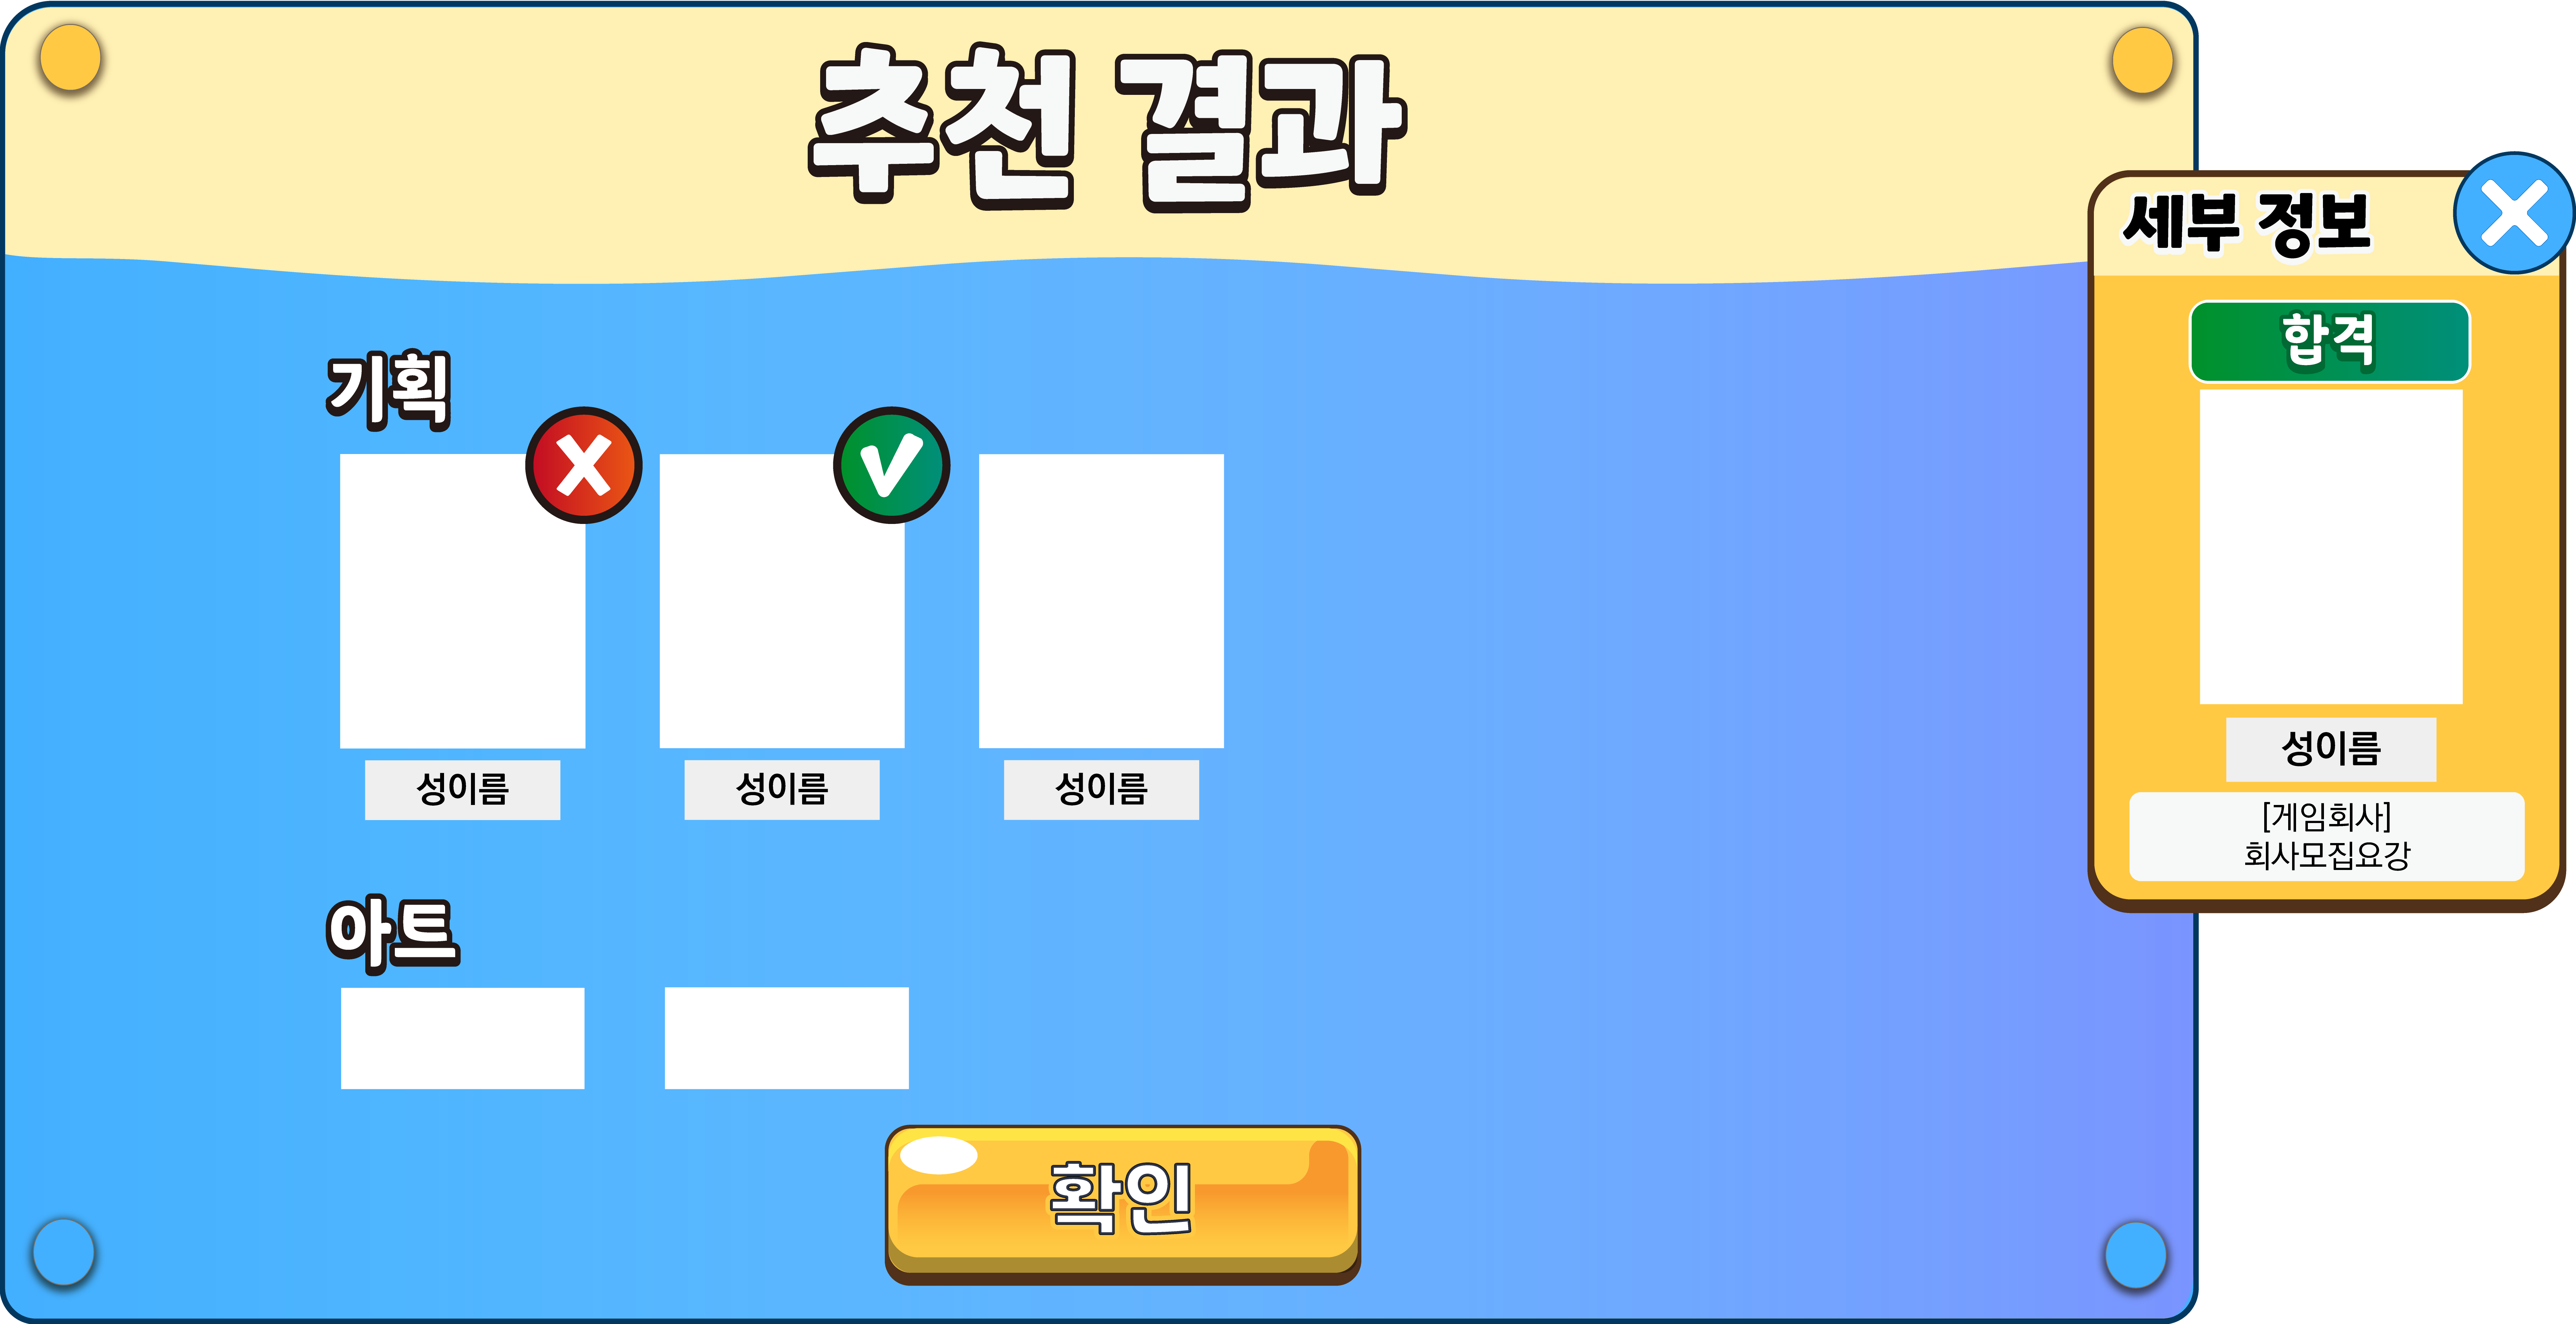 추천 결과
세부 정보
합격
성이름
[게임회사]
회사모집요강
기획
성이름
성이름
성이름
아트
확인